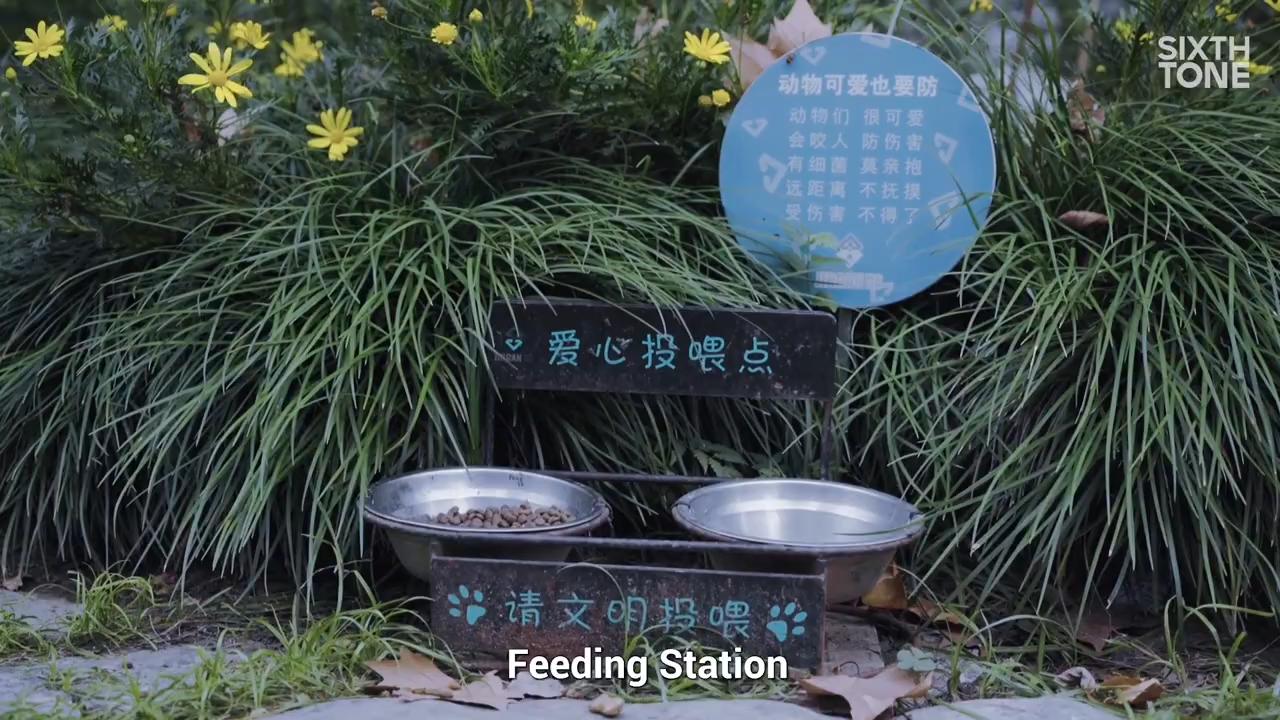 SIXTH
TONE
动物可爱也要防
动物们 很可爱
会咬人 防伤害
有细菌 莫亲抱
远距离 不抚摸
受伤害 不得了
爱心投喂点
请文明投喂
Feeding Station